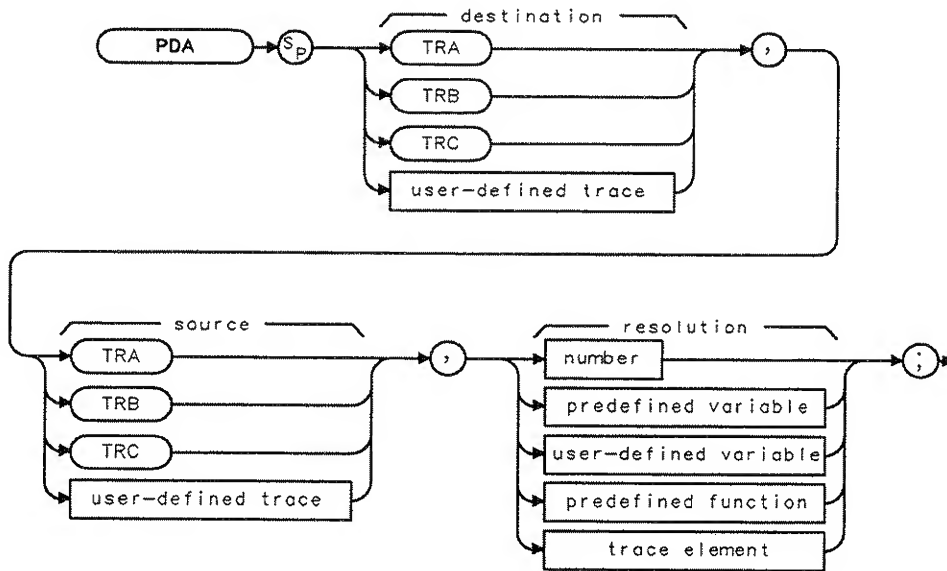 destination
PDA SP TRA ,
TRB
TRC
user-defined trace
source resolution
TRA , number ;
TRB predefined variable
TRC user-defined variable
user-defined trace predefined function
trace element